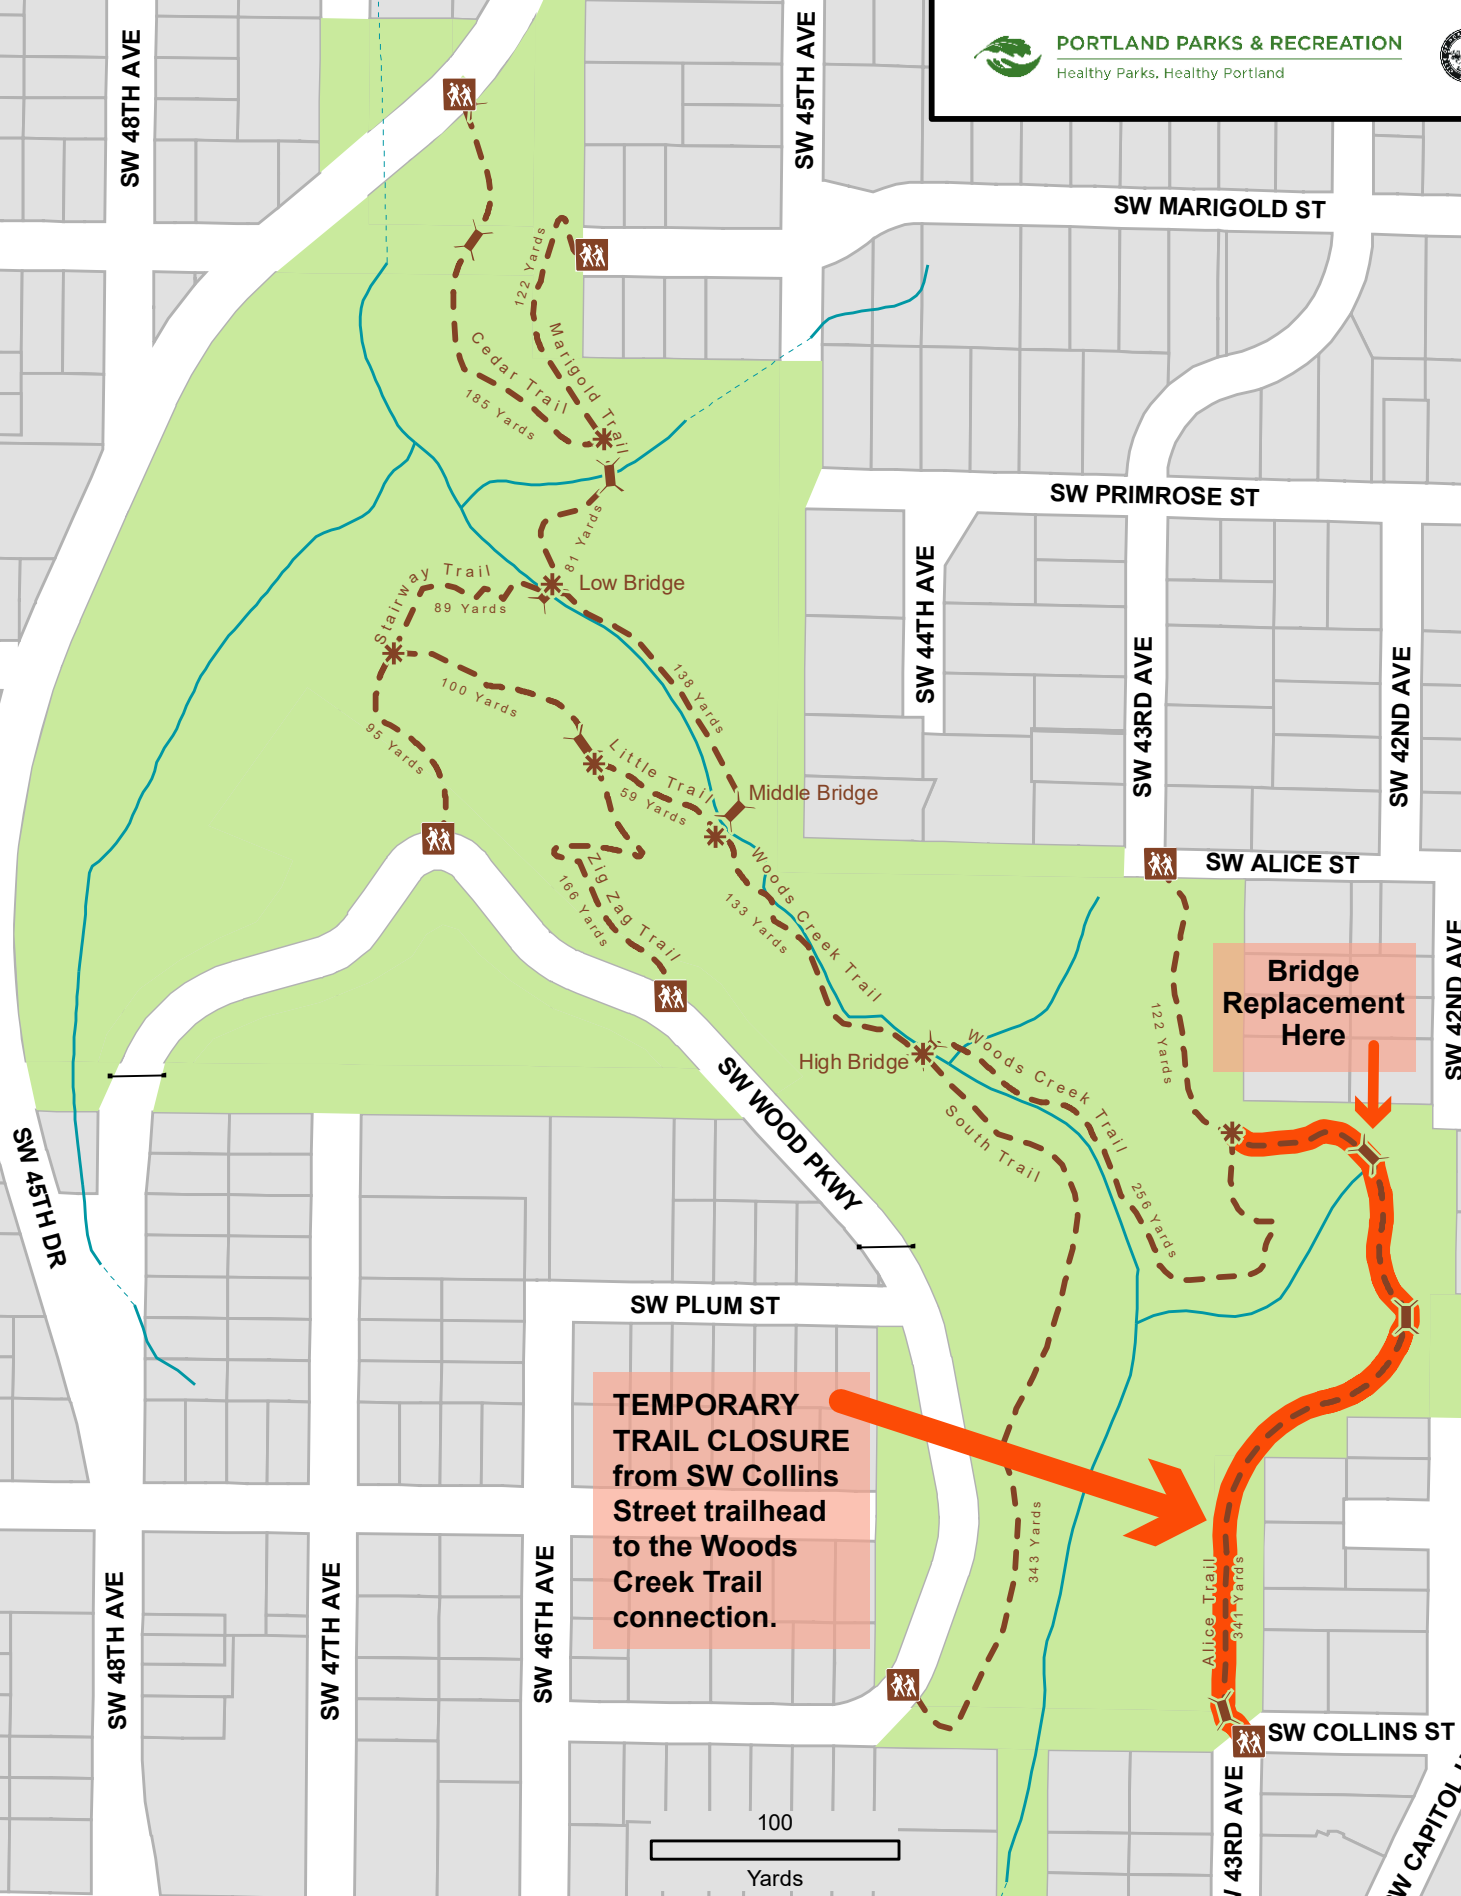 PORTLAND PARKS & RECREATION
Healthy Parks, Healthy Portland
SW 48TH AVE
SW 45TH AVE
SW MARIGOLD ST
122 Yards
Marigold Trail
Cedar Trail
185 Yards
SW PRIMROSE ST
81 Yards
Stairway Trail
89 Yards
Low Bridge
SW 44TH AVE
SW 43RD AVE
SW 42ND AVE
100 Yards
138 Yards
95 Yards
Little Trail
59 Yards
Middle Bridge
SW ALICE ST
Zig Zag Trail
166 Yards
Woods Creek Trail
133 Yards
SW 42ND AVE
Bridge
Replacement
Here
122 Yards
High Bridge
Woods Creek Trail
South Trail
256 Yards
SW WOOD PKWY
SW 45TH DR
SW PLUM ST
TEMPORARY
TRAIL CLOSURE
from SW Collins
Street trailhead
to the Woods
Creek Trail
connection.
343 Yards
Alice Trail
341 Yards
SW 48TH AVE
SW 47TH AVE
SW 46TH AVE
SW COLLINS ST
43RD AVE
CAPITOL
100
Yards